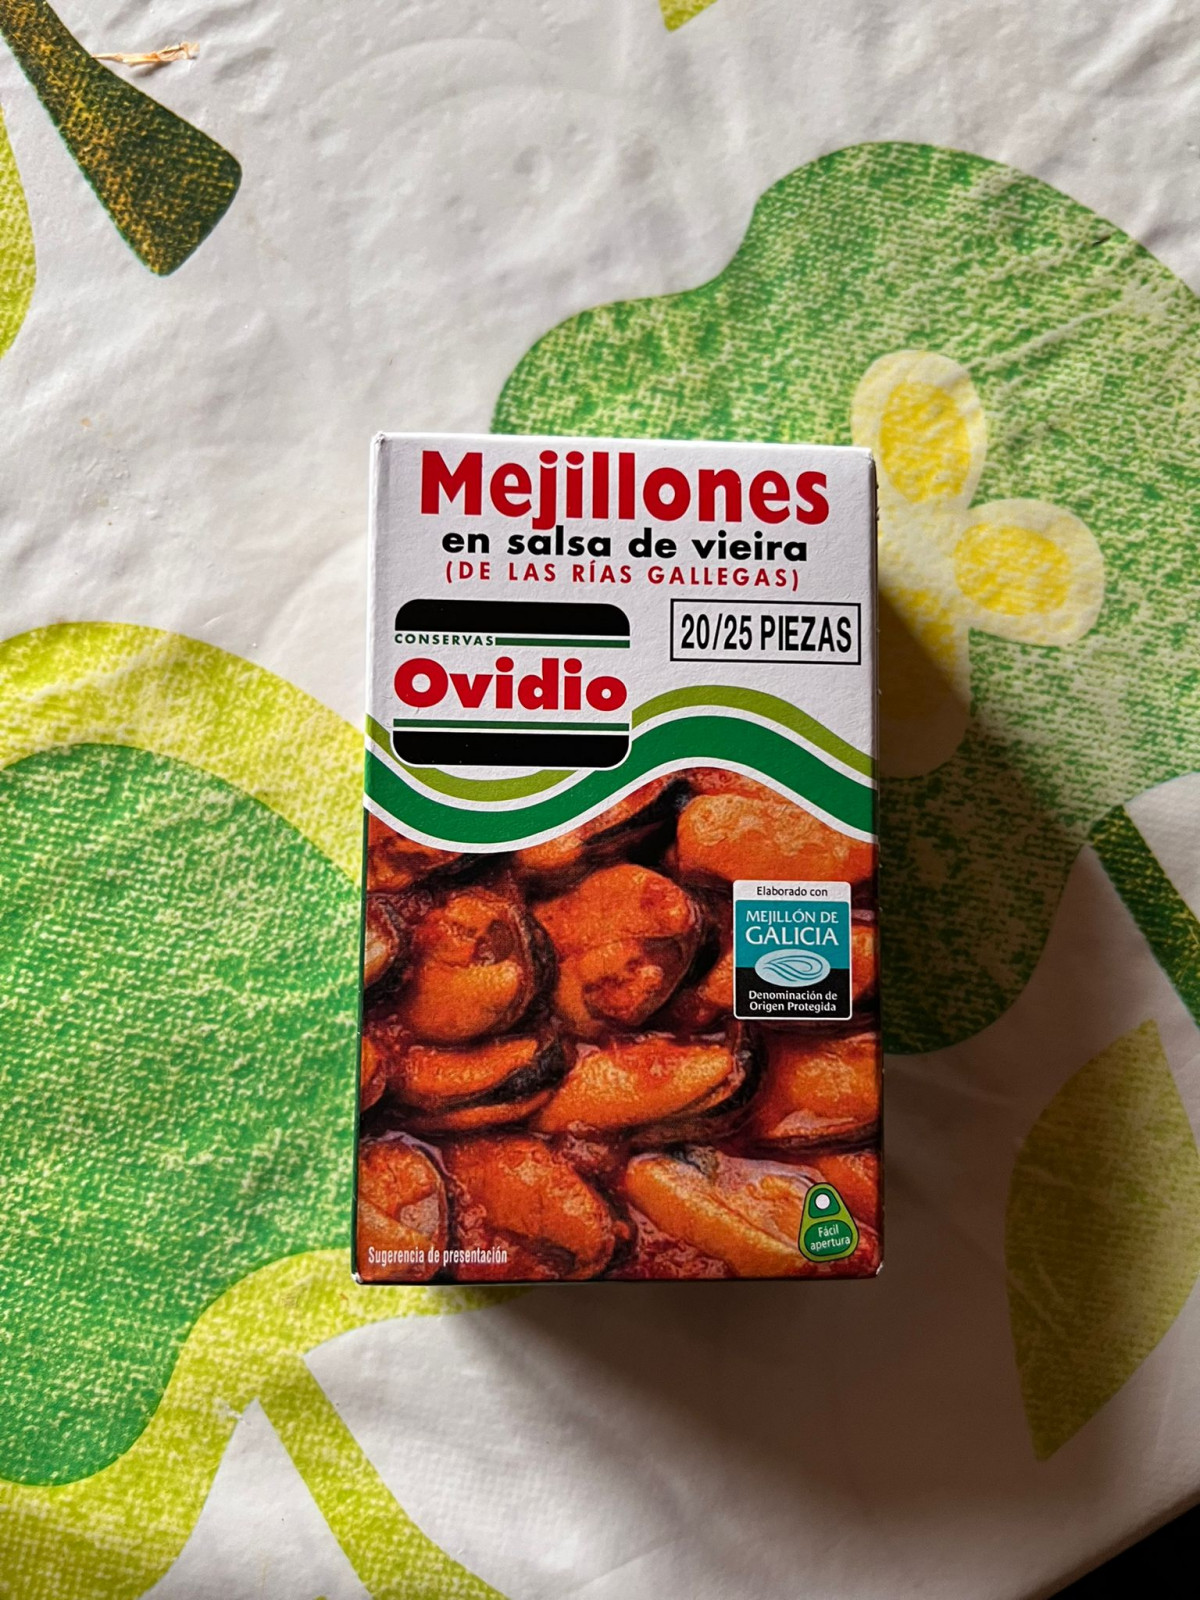 Mejillones
en salsa de vieira
(DE LAS RÍAS GALLEGAS)
CONSERVAS
Ovidio
20/25 PIEZAS
Elaborado con
MEJILLÓN DE
GALICIA
Denominación de
Origen Protegida
Fácil
apertura
Sugerencia de presentación